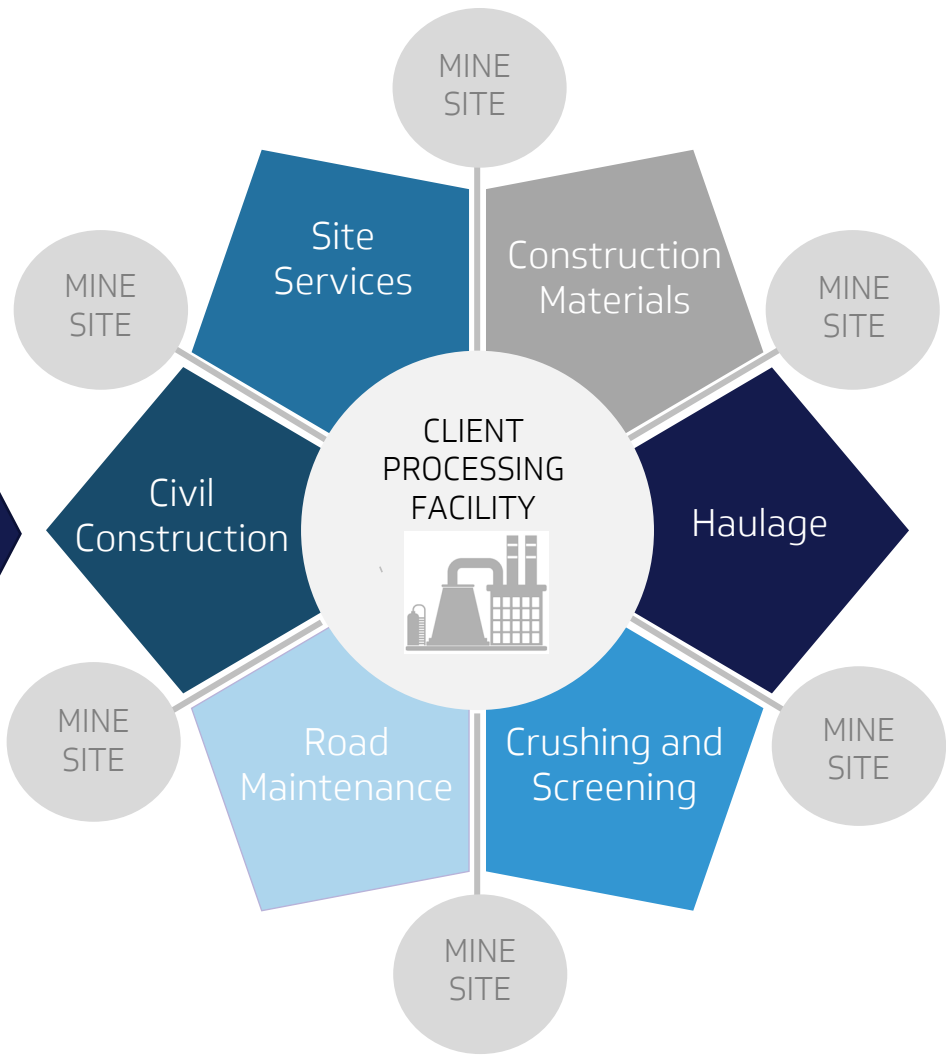 MINE
SITE
Site
Services
Construction
Materials
MINE
SITE
MINE
SITE
CLIENT
PROCESSING
FACILITY
Civil
Construction
Haulage
MINE
SITE
Road
Maintenance
Crushing and
Screening
MINE
SITE
MINE
SITE